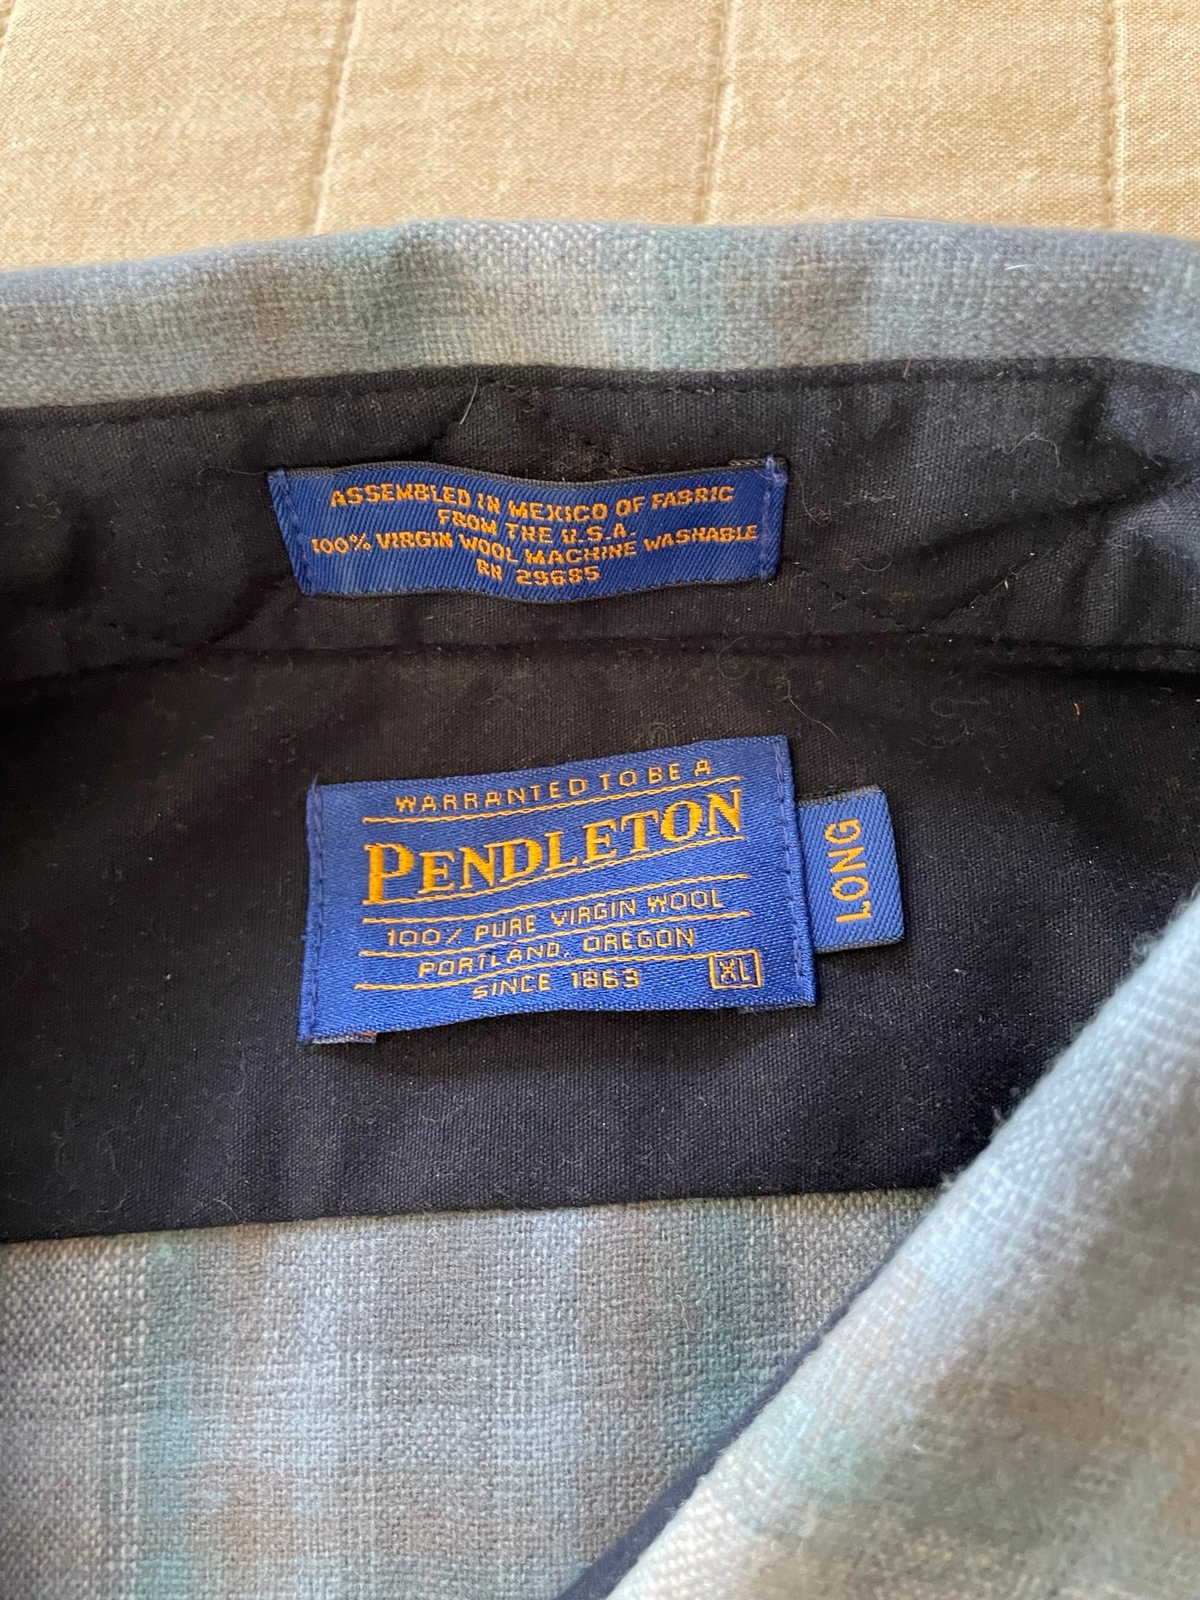 ASSEMBLED IN MEXICO OF FABRIC
FROM THE U.S.A.
100% VIRGIN WOOL MACHINE WASHABLE
RN 29685
WARRANTED TO BE A
PENDLETON
100% PURE VIRGIN WOOL
PORTLAND, OREGON
SINCE 1863
XL
LONG